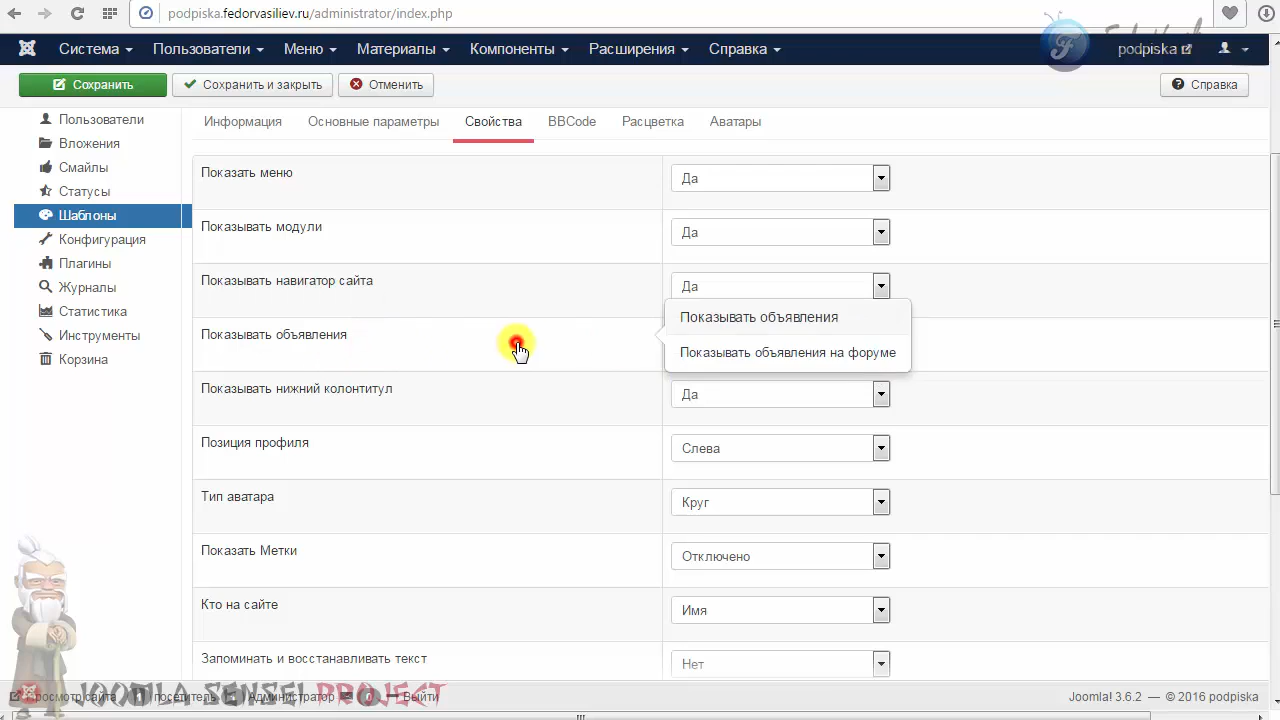 podpiska.fedorvasiliev.ru/administrator/index.php
Система Пользователи Меню Материалы Компоненты Расширения Справка podpiska
Сохранить Сохранить и закрыть Отменить Справка
Пользователи
Вложения
Смайлы
Статусы
Шаблоны
Конфигурация
Плагины
Журналы
Статистика
Инструменты
Корзина
Информация Основные параметры Свойства BBCode Расцветка Аватары
Показать меню Да
Показывать модули Да
Показывать навигатор сайта Да
Показывать объявления
Показывать объявления
Показывать объявления на форуме
Показывать нижний колонтитул Да
Позиция профиля Слева
Тип аватара Круг
Показать Метки Отключено
Кто на сайте Имя
Запоминать и восстанавливать текст Нет
JOOMLA SENSEI PROJECT
Администратор Выйти
Joomla! 3.6.2 — © 2016 podpiska